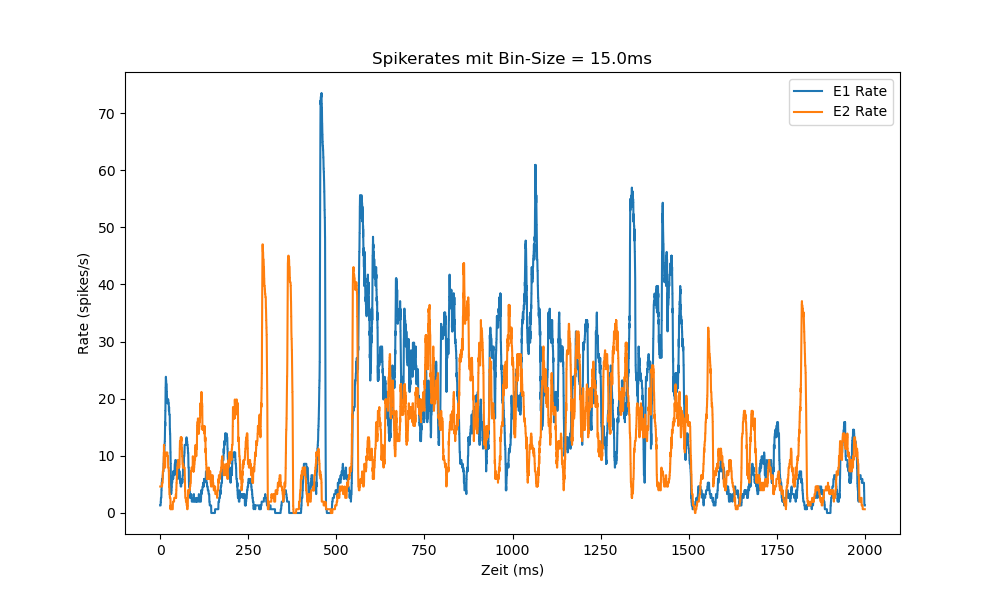 Spikerates mit Bin-Size = 15.0ms
E1 Rate
E2 Rate
Rate (spikes/s)
70
60
50
40
30
20
10
0
0 250 500 750 1000 1250 1500 1750 2000
Zeit (ms)